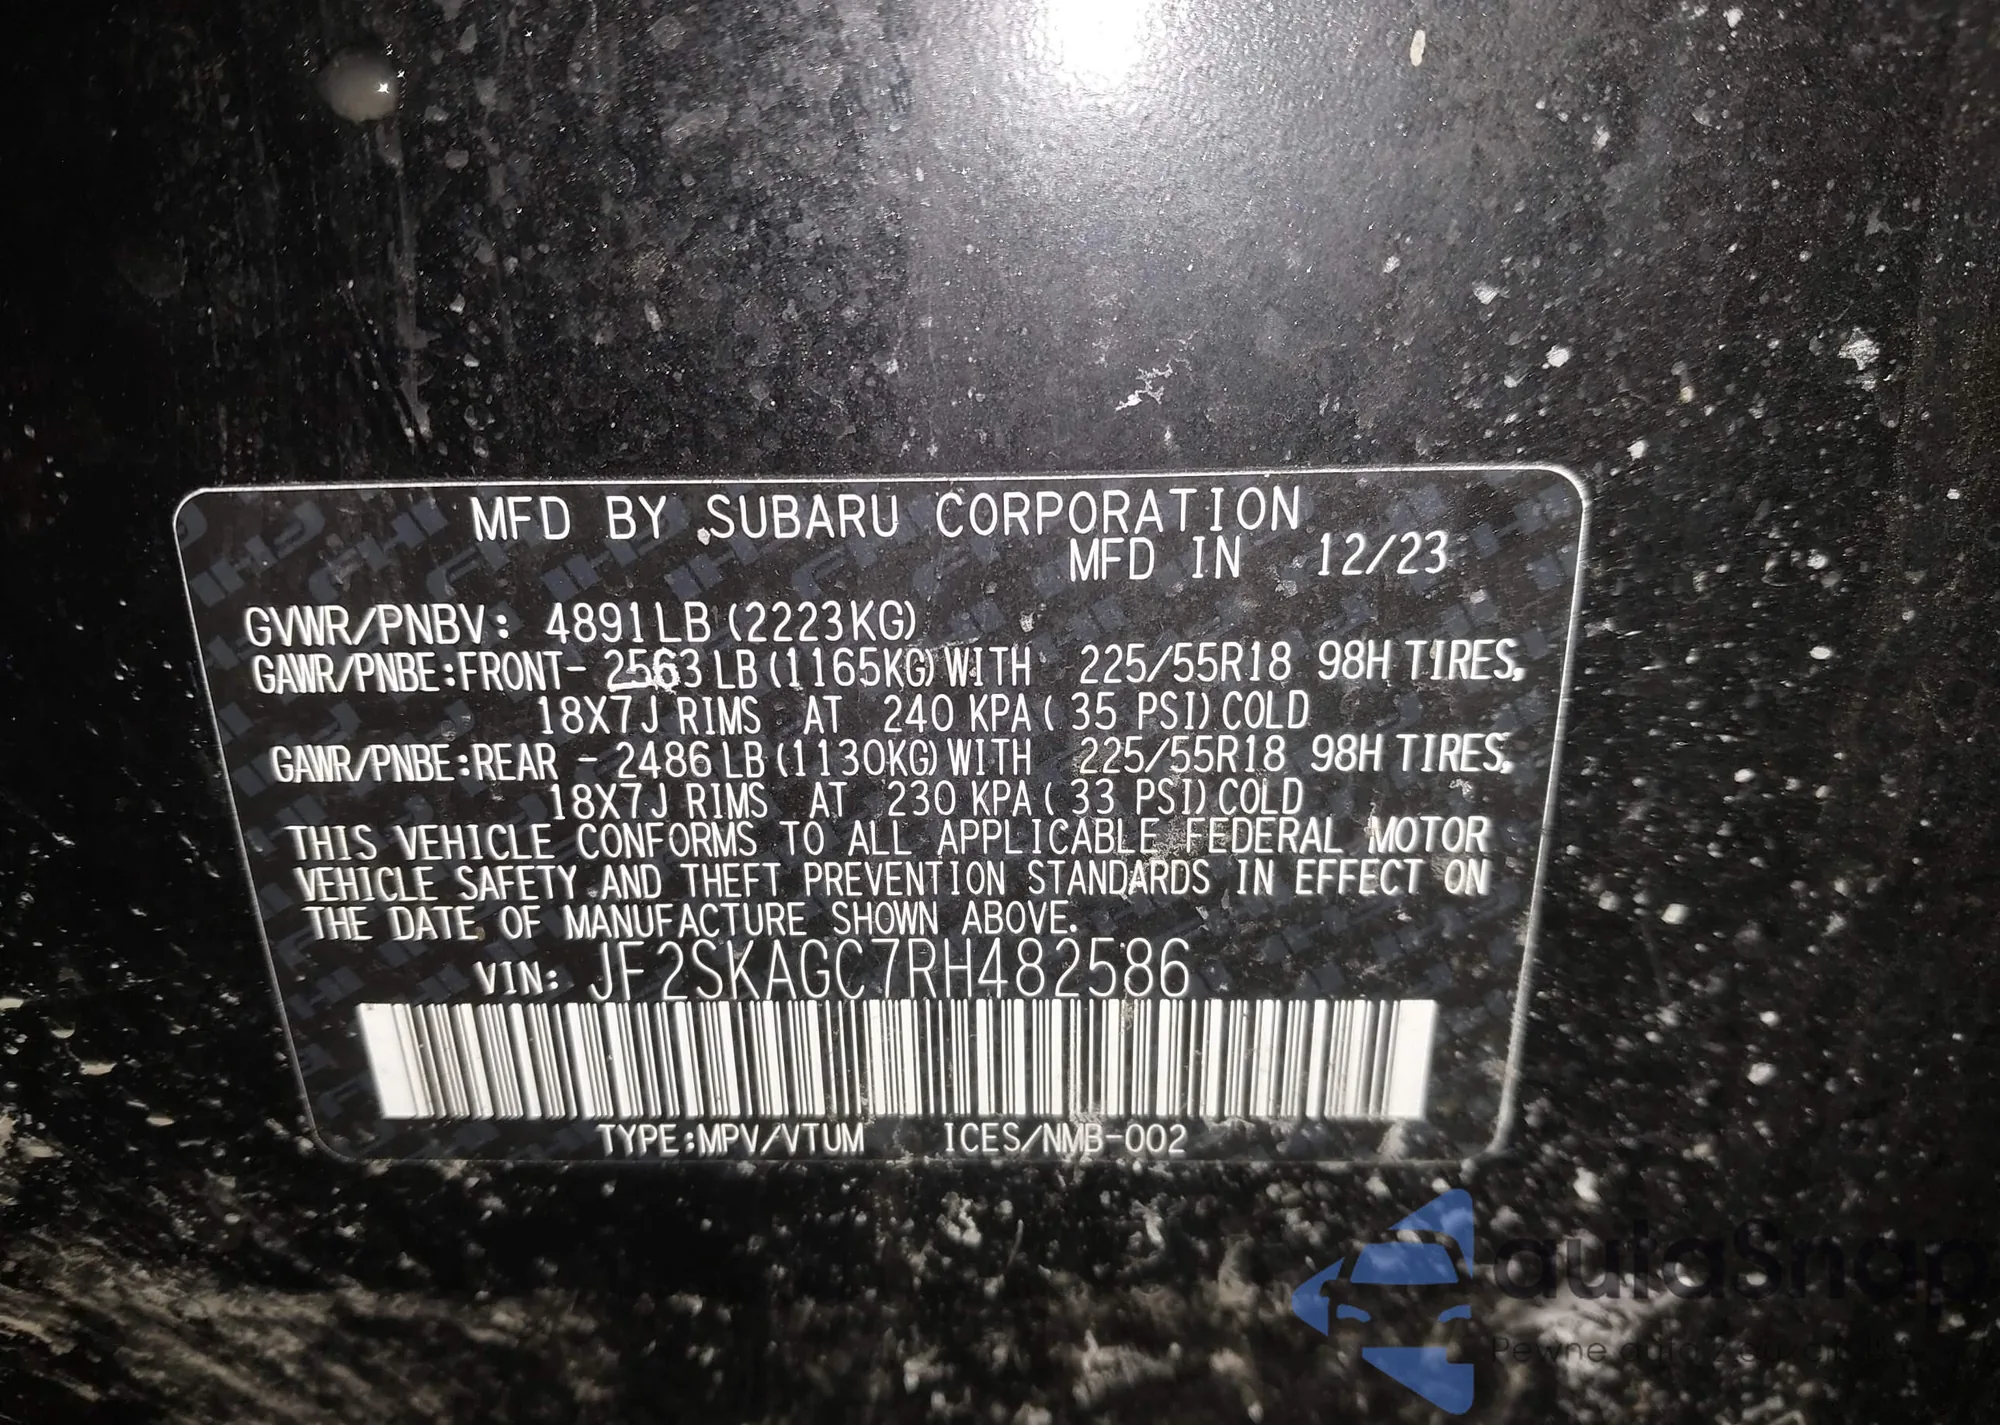 MFD BY SUBARU CORPORATION
MFD IN 12/23
GVWR/PNBV: 4891LB (2223KG)
GAWR/PNBE:FRONT- 2563 LB (1165KG) WITH 225/55R18 98H TIRES,
18X7J RIMS AT 240 KPA ( 35 PSI) COLD
GAWR/PNBE:REAR - 2486 LB (1130KG) WITH 225/55R18 98H TIRES,
18X7J RIMS AT 230 KPA ( 33 PSI) COLD
THIS VEHICLE CONFORMS TO ALL APPLICABLE FEDERAL MOTOR
VEHICLE SAFETY AND THEFT PREVENTION STANDARDS IN EFFECT ON
THE DATE OF MANUFACTURE SHOWN ABOVE.
VIN: JF2SKAGC7RH482586
TYPE:MPV/VTUM ICES/NMB-002
Pewne auta z